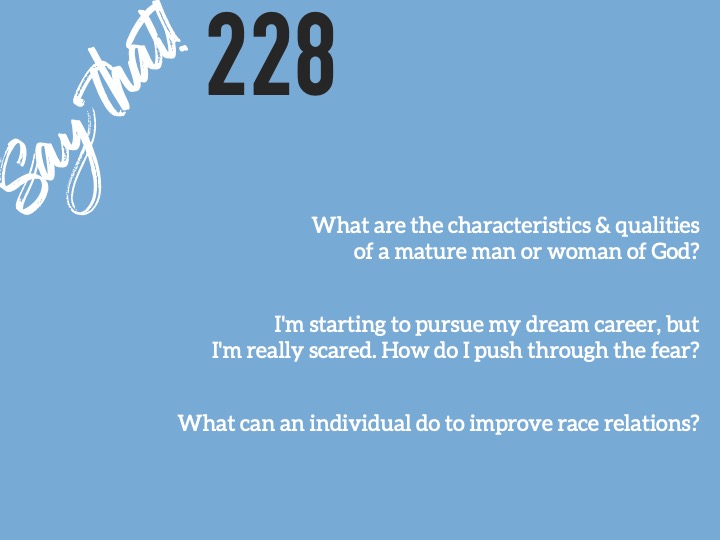 Say that!
228
What are the characteristics & qualities
of a mature man or woman of God?
I'm starting to pursue my dream career, but
I'm really scared. How do I push through the fear?
What can an individual do to improve race relations?